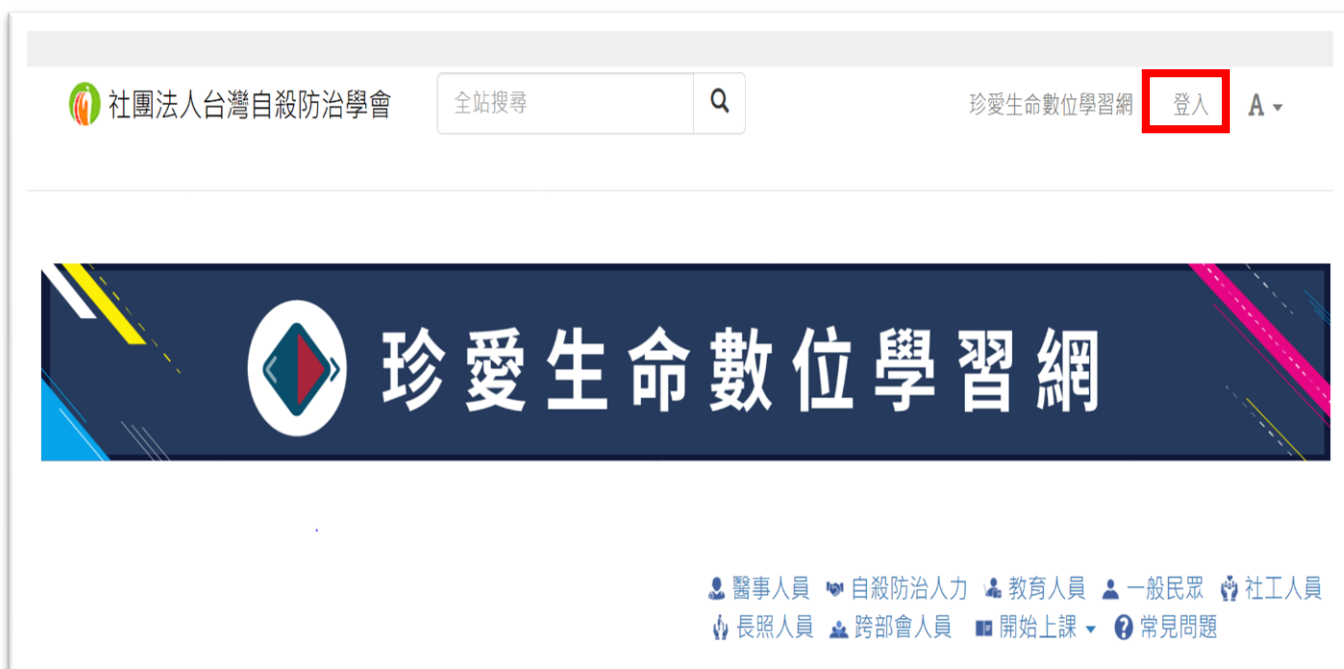 社團法人台灣自殺防治學會
全站搜尋
珍愛生命數位學習網 登入 A
珍愛生命數位學習網
醫事人員 自殺防治人力 教育人員 一般民眾 社工人員
長照人員 跨部會人員 開始上課 常見問題